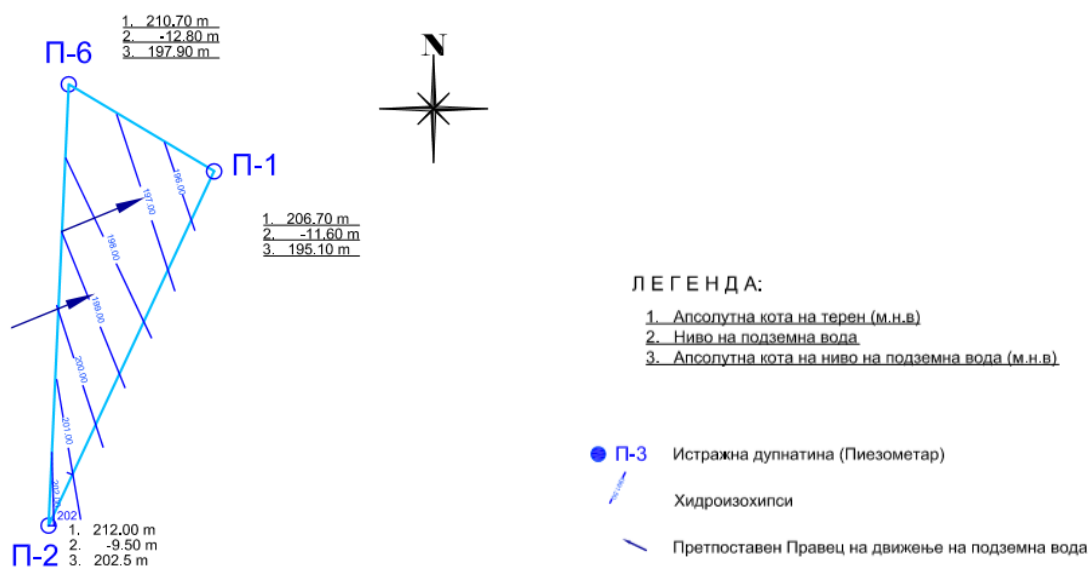 1. 210.70 m
2. -12.80 m
3. 197.90 m
П-6
N
П-1
196.00
197.00
1. 206.70 m
2. -11.60 m
3. 195.10 m
198.00
199.00
200.00
201.00
202
1. 212.00 m
2. -9.50 m
3. 202.5 m
П-2
Л Е Г Е Н Д А:
1. Апсолутна кота на терен (м.н.в)
2. Ниво на подземна вода
3. Апсолутна кота на ниво на подземна вода (м.н.в)
П-3 Истражна дупнатина (Пиезометар)
Хидроизохипси
Претпоставен Правец на движење на подземна вода